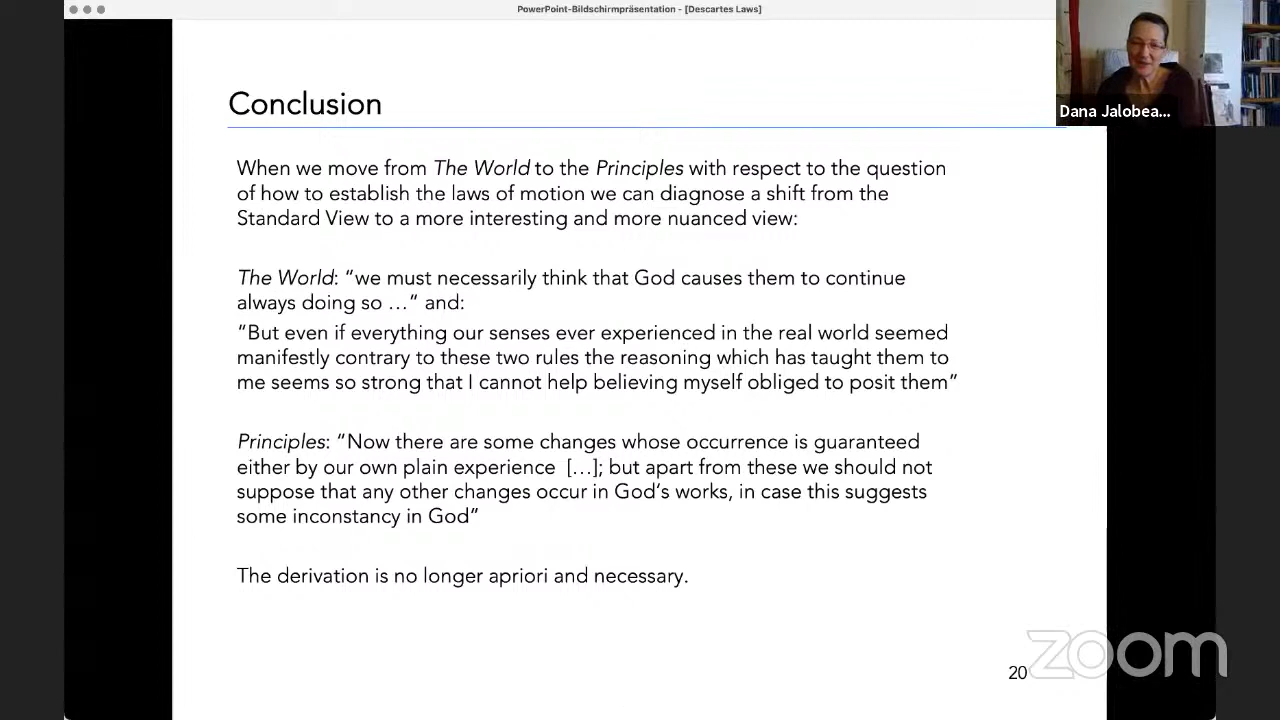 PowerPoint-Bildschirmpräsentation - [Descartes Laws]
Dana Jalobea...
Conclusion
When we move from The World to the Principles with respect to the question
of how to establish the laws of motion we can diagnose a shift from the
Standard View to a more interesting and more nuanced view:
The World: “we must necessarily think that God causes them to continue
always doing so …“ and:
“But even if everything our senses ever experienced in the real world seemed
manifestly contrary to these two rules the reasoning which has taught them to
me seems so strong that I cannot help believing myself obliged to posit them”
Principles: “Now there are some changes whose occurrence is guaranteed
either by our own plain experience […]; but apart from these we should not
suppose that any other changes occur in God’s works, in case this suggests
some inconstancy in God”
The derivation is no longer apriori and necessary.
20
zoom